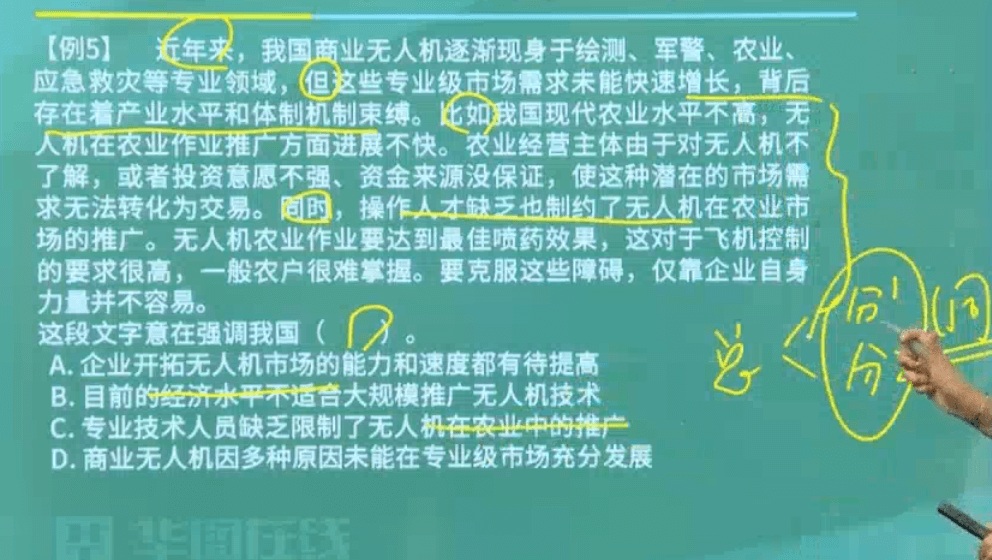 【例5】 近年来，我国商业无人机逐渐现身于绘测、军警、农业、
应急救灾等专业领域，但这些专业级市场需求未能快速增长，背后
存在着产业水平和体制机制束缚。比如我国现代农业水平不高，无
人机在农业作业推广方面进展不快。农业经营主体由于对无人机不
了解，或者投资意愿不强、资金来源没保证，使这种潜在的市场需
求无法转化为交易。同时，操作人才缺乏也制约了无人机在农业市
场的推广。无人机农业作业要达到最佳喷药效果，这对于飞机控制
的要求很高，一般农户很难掌握。要克服这些障碍，仅靠企业自身
力量并不容易。
这段文字意在强调我国（ ）。
A. 企业开拓无人机市场的能力和速度都有待提高
B. 目前的经济水平不适合大规模推广无人机技术
C. 专业技术人员缺乏限制了无人机在农业中的推广
D. 商业无人机因多种原因未能在专业级市场充分发展
总 < 分1 (问
分2
华图在线